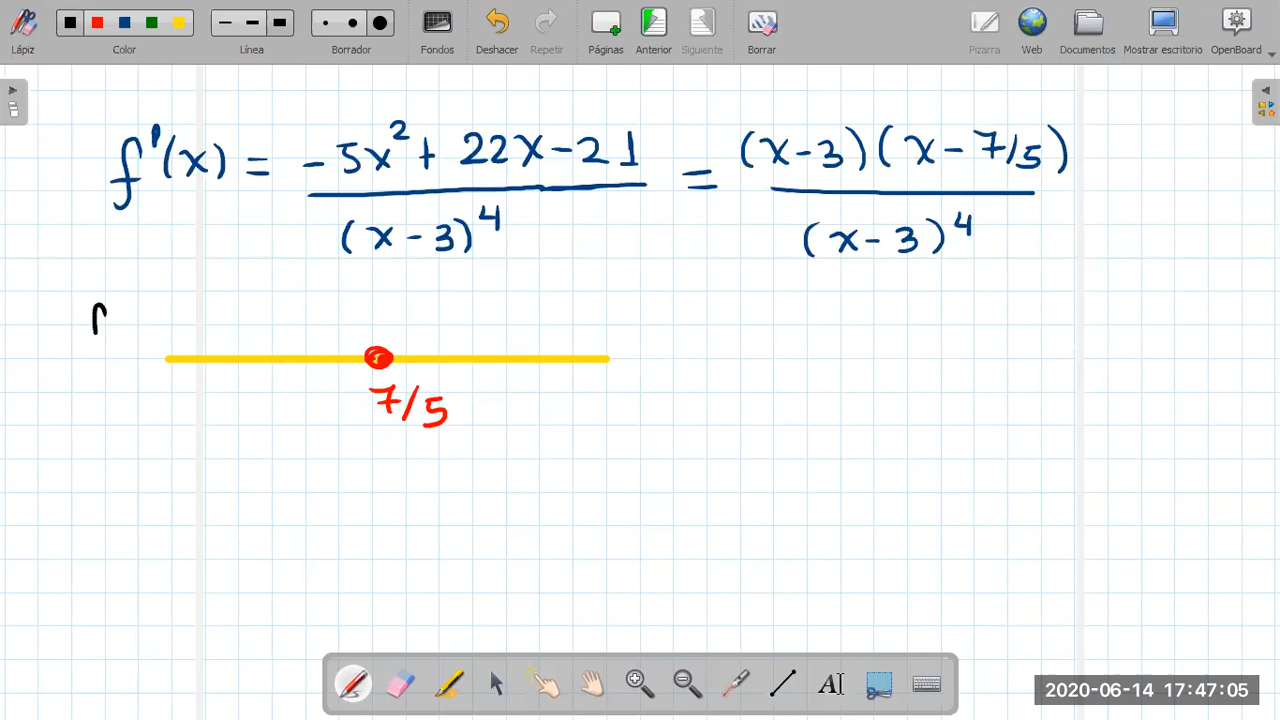 Lápiz Color Línea Borrador Fondos Deshacer Repetir Páginas Anterior Siguiente Borrar Pizarra Web Documentos Mostrar escritorio OpenBoard
f'(x) = -5x² + 22x - 21 / (x-3)⁴ = (x-3)(x-7/5) / (x-3)⁴
7/5
2020-06-14 17:47:05